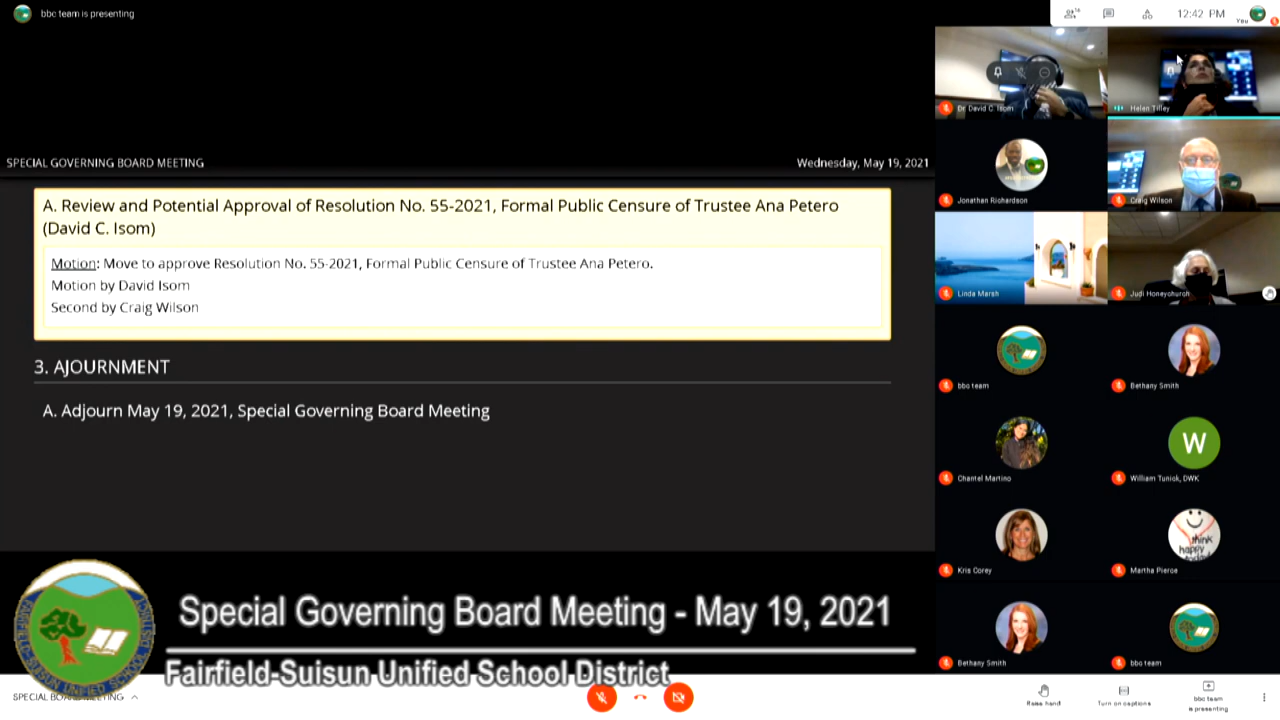 bbc team is presenting
12:42 PM
You
SPECIAL GOVERNING BOARD MEETING
Wednesday, May 19, 2021
A. Review and Potential Approval of Resolution No. 55-2021, Formal Public Censure of Trustee Ana Petero
(David C. Isom)
Motion: Move to approve Resolution No. 55-2021, Formal Public Censure of Trustee Ana Petero.
Motion by David Isom
Second by Craig Wilson
3. AJOURNMENT
A. Adjourn May 19, 2021, Special Governing Board Meeting
Dr David C. Isom
Helen Tilley
Jonathan Richardson
Craig Wilson
Linda Marsh
Judi Honeychurch
bbc team
Bethany Smith
Chantel Martino
W
William Tunick, DWK
Kris Corey
think
happy
Martha Pierce
Bethany Smith
bbc team
Special Governing Board Meeting - May 19, 2021
Fairfield-Suisun Unified School District
SPECIAL BOARD MEETING
Raise hand
Turn on captions
bbc team
is presenting